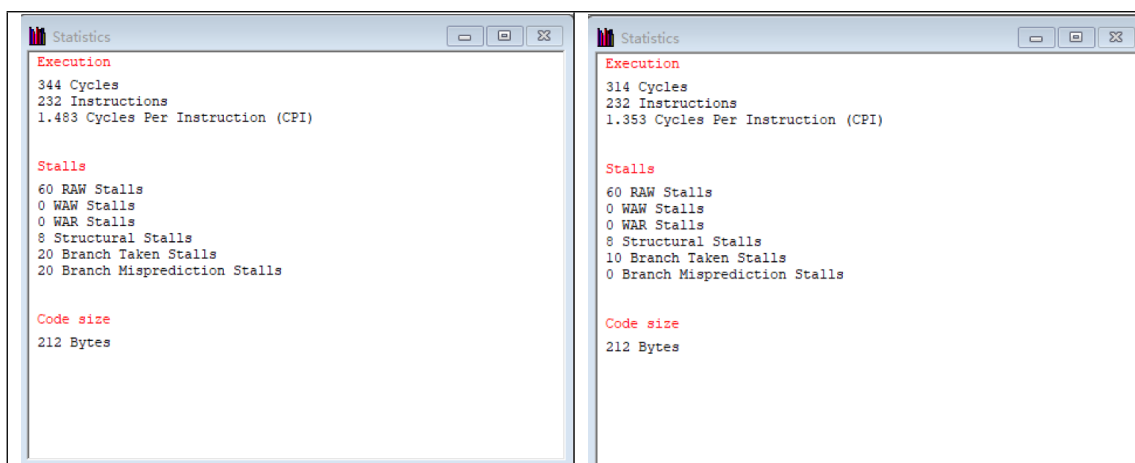 Statistics
Execution
344 Cycles
232 Instructions
1.483 Cycles Per Instruction (CPI)
Stalls
60 RAW Stalls
0 WAW Stalls
0 WAR Stalls
8 Structural Stalls
20 Branch Taken Stalls
20 Branch Misprediction Stalls
Code size
212 Bytes
Statistics
Execution
314 Cycles
232 Instructions
1.353 Cycles Per Instruction (CPI)
Stalls
60 RAW Stalls
0 WAW Stalls
0 WAR Stalls
8 Structural Stalls
10 Branch Taken Stalls
0 Branch Misprediction Stalls
Code size
212 Bytes